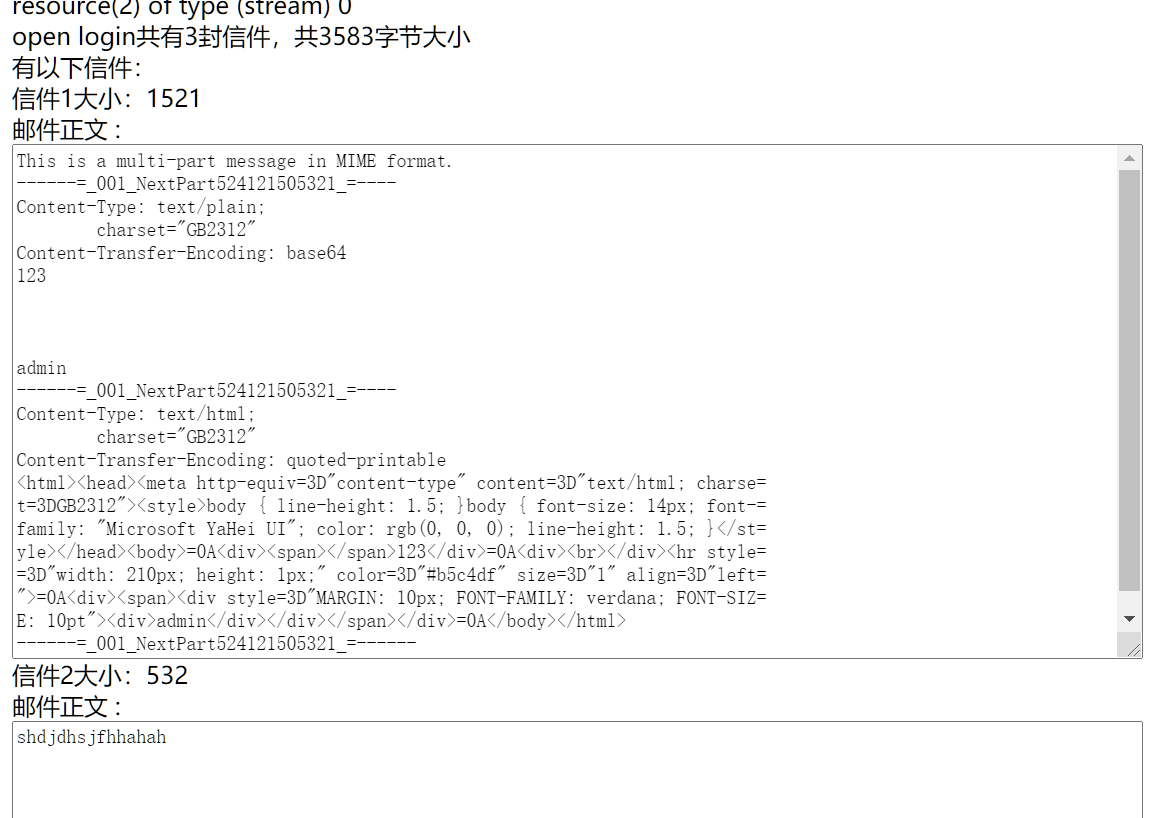 resource(2) of type (stream) 0
open login共有3封信件，共3583字节大小
有以下信件：
信件1大小：1521
邮件正文 :
This is a multi-part message in MIME format.
------=_001_NextPart524121505321_=----
Content-Type: text/plain;
	charset="GB2312"
Content-Transfer-Encoding: base64
123
admin
------=_001_NextPart524121505321_=----
Content-Type: text/html;
	charset="GB2312"
Content-Transfer-Encoding: quoted-printable
<html><head><meta http-equiv=3D"content-type" content=3D"text/html; charse=
t=3DGB2312"><style>body { line-height: 1.5; }body { font-size: 14px; font-=
family: "Microsoft YaHei UI"; color: rgb(0, 0, 0); line-height: 1.5; }</st=
yle></head><body>=0A<div><span></span>123</div>=0A<div><br></div><hr style=
=3D"width: 210px; height: 1px;" color=3D"#b5c4df" size=3D"1" align=3D"left=
">=0A<div><span><div style=3D"MARGIN: 10px; FONT-FAMILY: verdana; FONT-SIZ=
E: 10pt"><div>admin</div></div></span></div>=0A</body></html>
------=_001_NextPart524121505321_=------
信件2大小：532
邮件正文 :
shdjdhsjfhhahah